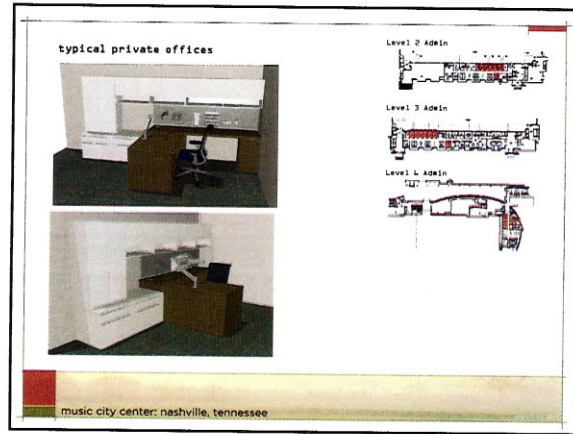 typical private offices
Level 2 Admin
Level 3 Admin
Level 4 Admin
music city center: nashville, tennessee